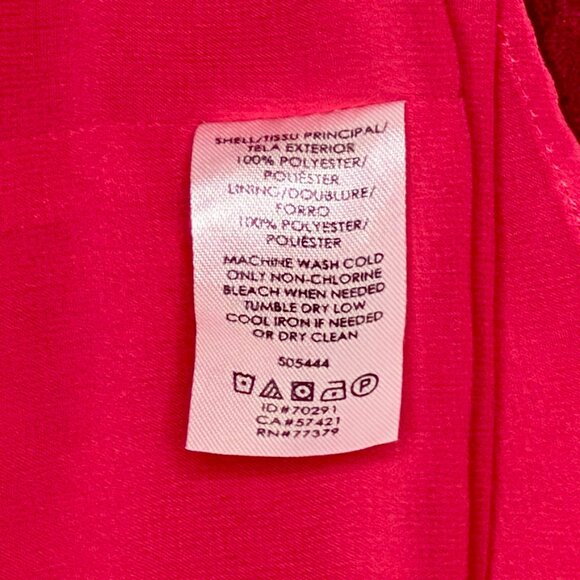 SHELL/TISSU PRINCIPAL/
TELA EXTERIOR
100% POLYESTER/
POLIÉSTER
LINING/DOUBLURE/
FORRO
100% POLYESTER/
POLIÉSTER
MACHINE WASH COLD
ONLY NON-CHLORINE
BLEACH WHEN NEEDED
TUMBLE DRY LOW
COOL IRON IF NEEDED
OR DRY CLEAN
505444
P
ID#70291
CA#57421
RN#77379